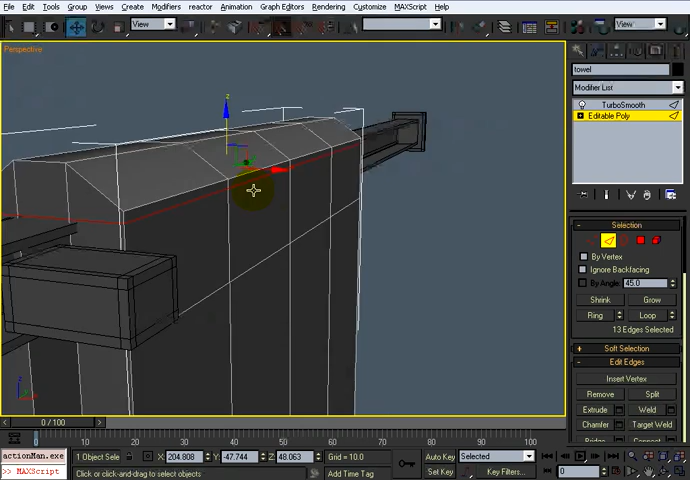 File Edit Tools Group Views Create Modifiers reactor Animation Graph Editors Rendering Customize MAXScript Help
View
View
Perspective
z
z
towel
Modifier List
TurboSmooth
Editable Poly
- Selection
By Vertex
Ignore Backfacing
By Angle: 45.0
Shrink Grow
Ring Loop
13 Edges Selected
+ Soft Selection
- Edit Edges
Insert Vertex
Remove Split
Extrude Weld
Chamfer Target Weld
Bridge Connect
< 0 / 100 >
0 10 20 30 40 50 60 70 80 90 100
actionMan.exe 1 Object Sele X: 204.808 Y: -47.744 Z: 48.063 Grid = 10.0 Auto Key Selected
>> MAXScript Click or click-and-drag to select objects Add Time Tag Set Key Key Filters... 0